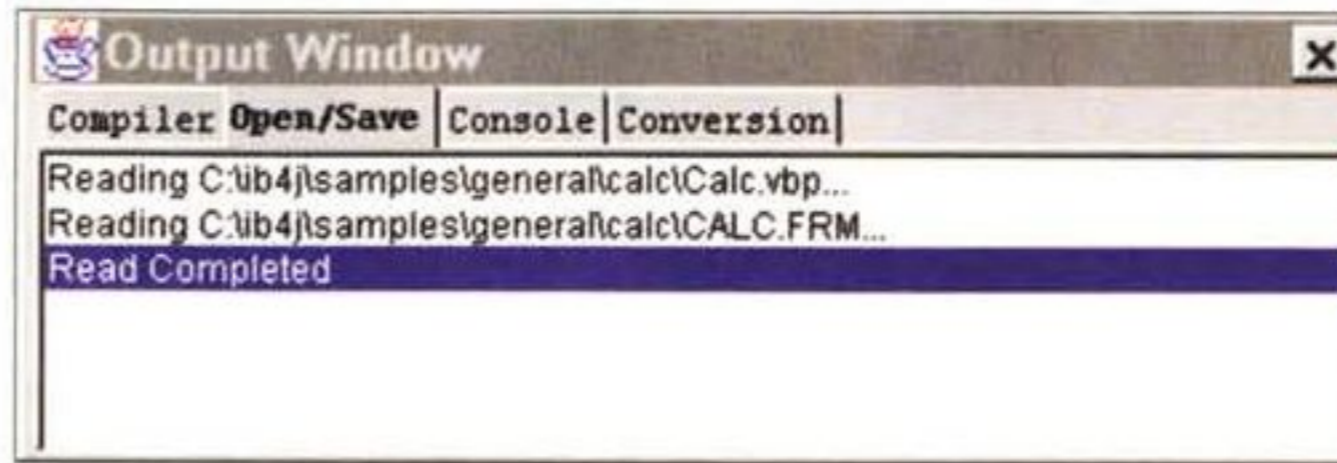 Output Window
Compiler Open/Save Console Conversion
Reading C:\ib4j\samples\general\calc\Calc.vbp...
Reading C:\ib4j\samples\general\calc\CALC.FRM...
Read Completed